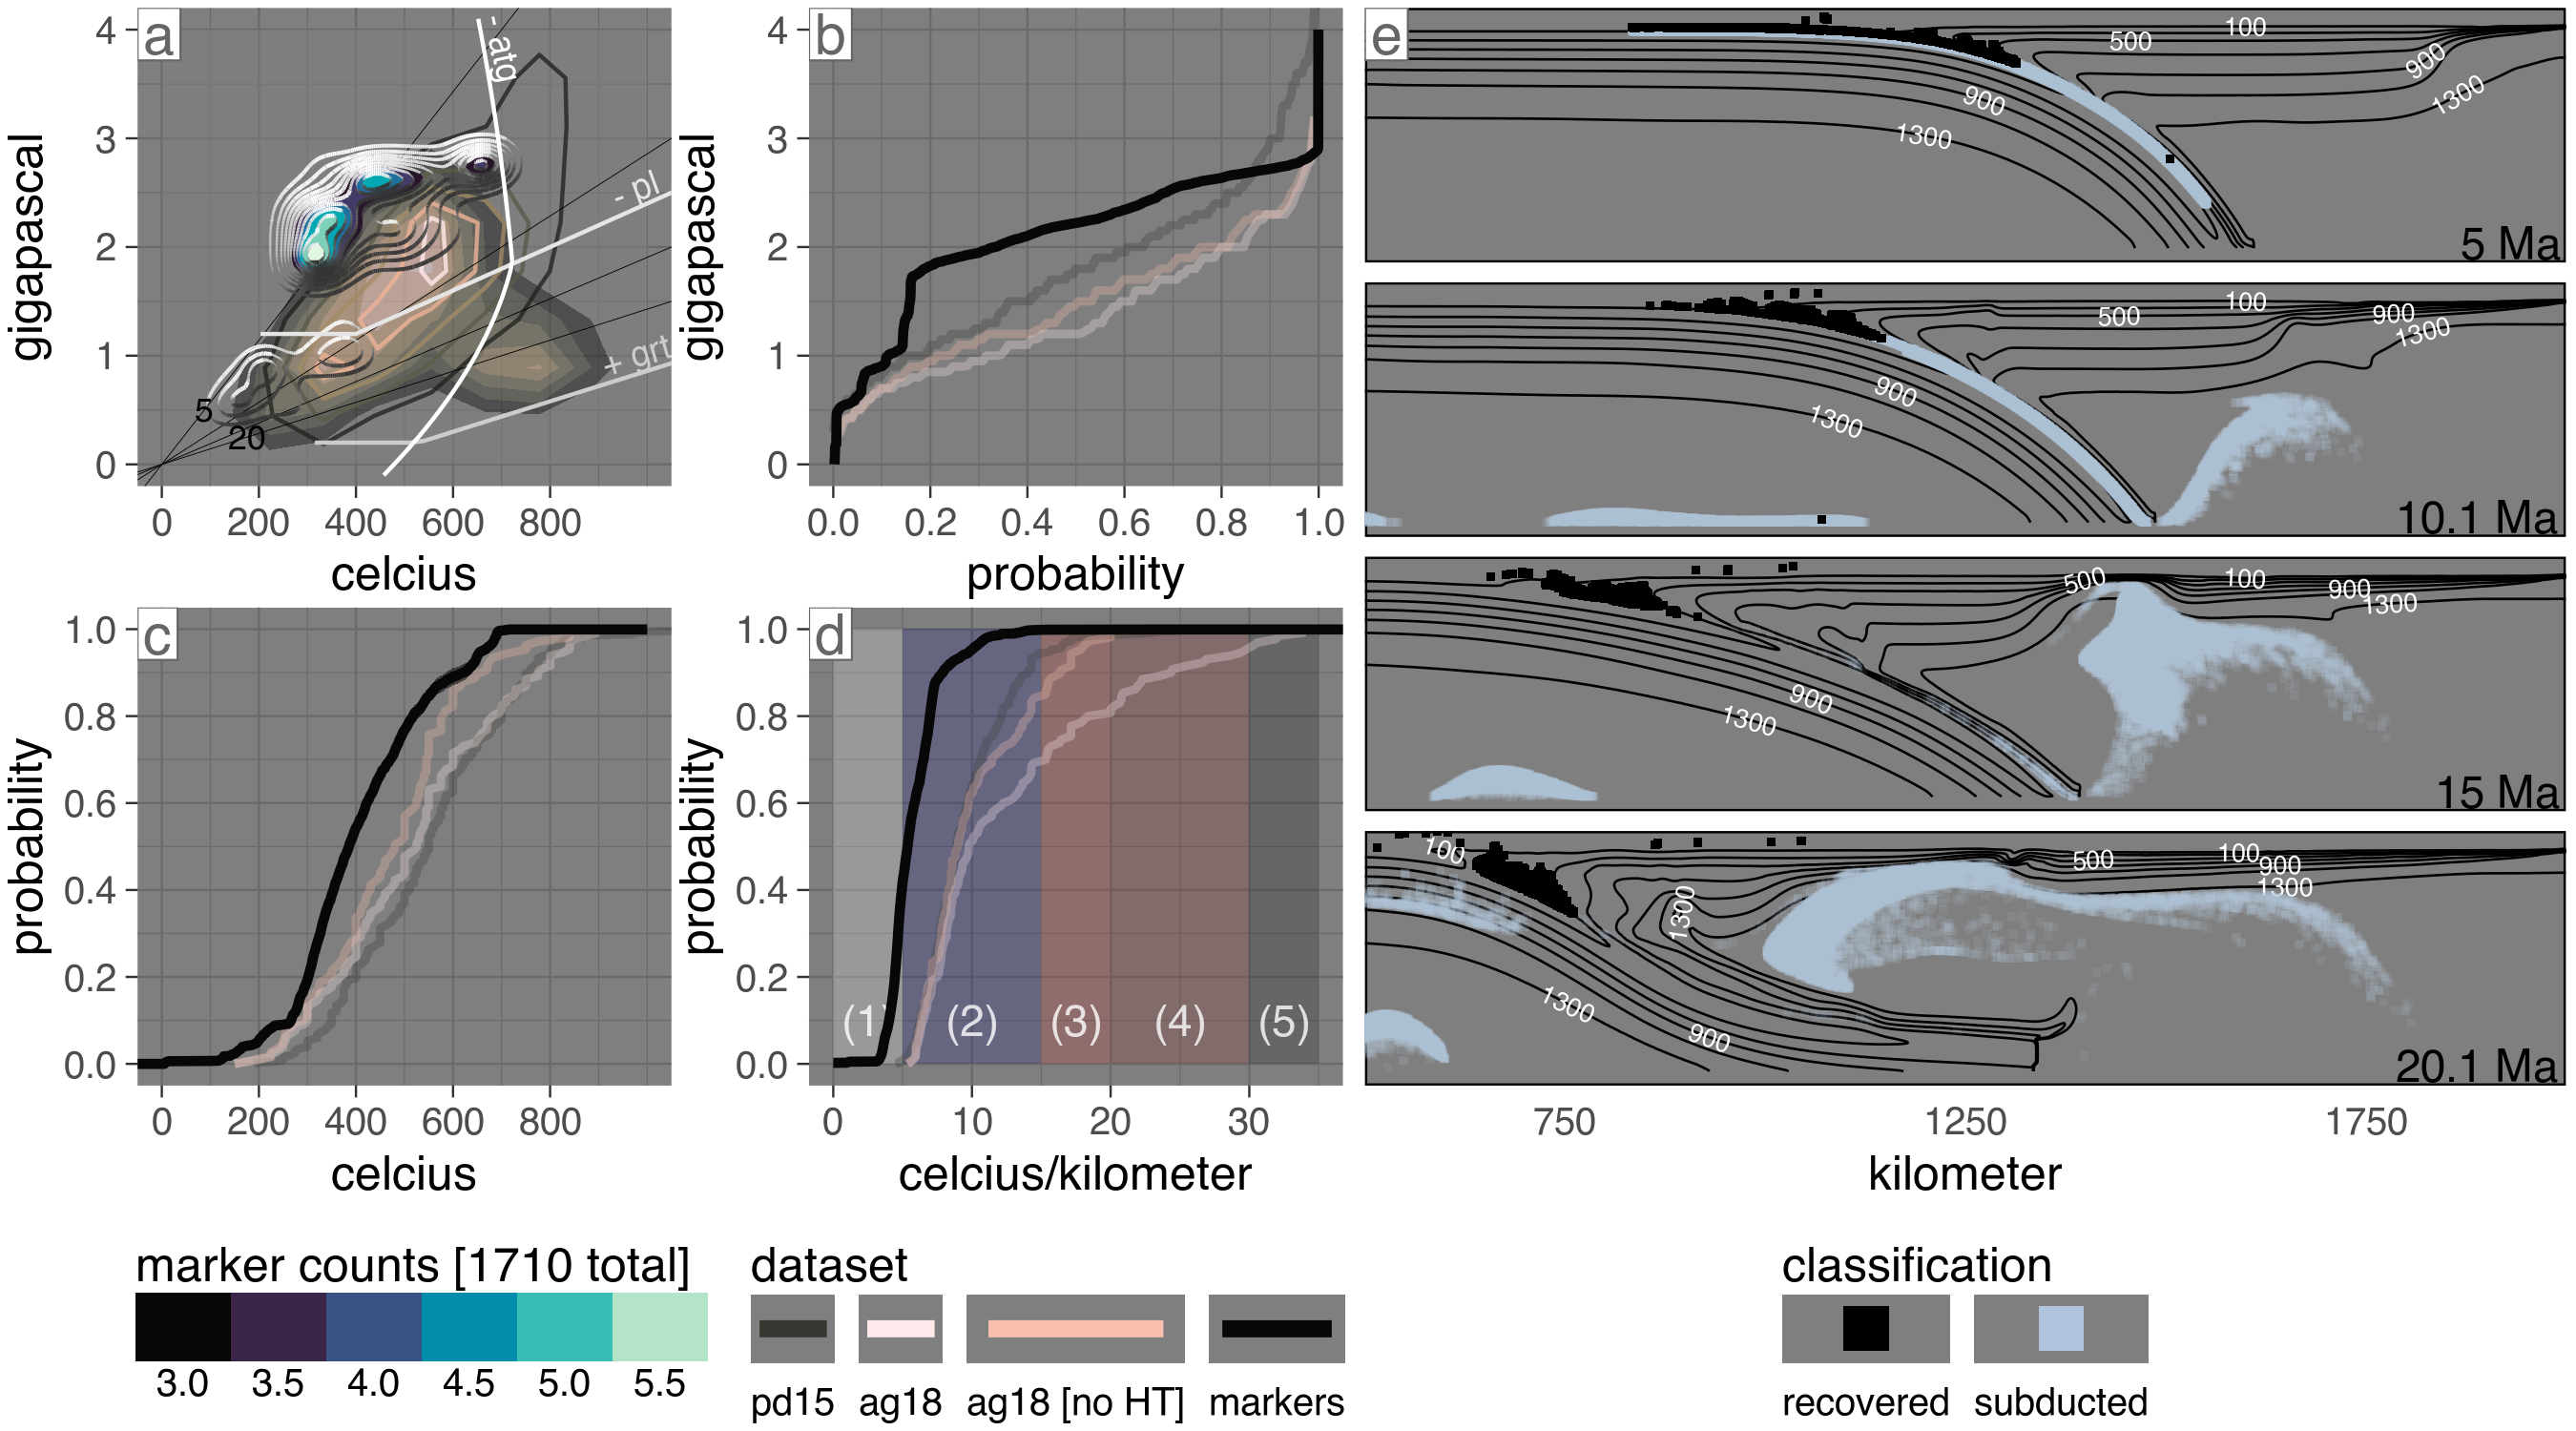 a
gigapascal
4
3
2
1
0
- atg
- pl
+ grt
5
20
0 200 400 600 800
celcius
b
gigapascal
4
3
2
1
0
0.0 0.2 0.4 0.6 0.8 1.0
probability
c
probability
1.0
0.8
0.6
0.4
0.2
0.0
0 200 400 600 800
celcius
d
probability
1.0
0.8
0.6
0.4
0.2
0.0
(1) (2) (3) (4) (5)
0 10 20 30
celcius/kilometer
e
100
500
900
1300
900
1300
5 Ma
100
500
900
1300
900
1300
10.1 Ma
500
100
900
1300
900
1300
15 Ma
100
500
100
900
1300
1300
1300
900
20.1 Ma
750 1250 1750
kilometer
marker counts [1710 total]
3.0 3.5 4.0 4.5 5.0 5.5
dataset
pd15 ag18 ag18 [no HT] markers
classification
recovered subducted